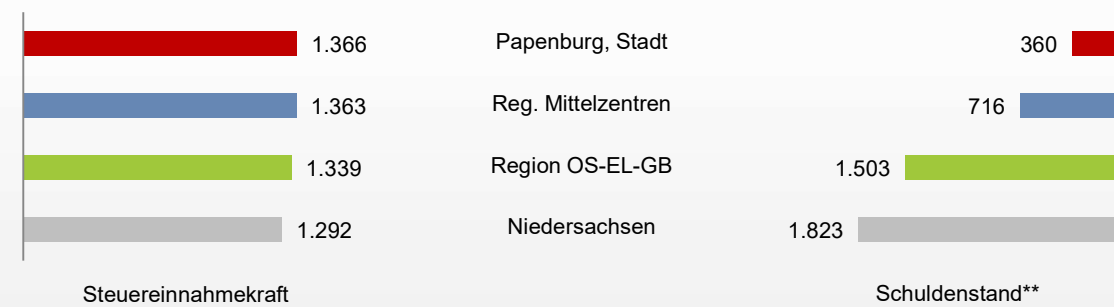 1.366 Papenburg, Stadt 360
1.363 Reg. Mittelzentren 716
1.339 Region OS-EL-GB 1.503
1.292 Niedersachsen 1.823
Steuereinnahmekraft Schuldenstand**